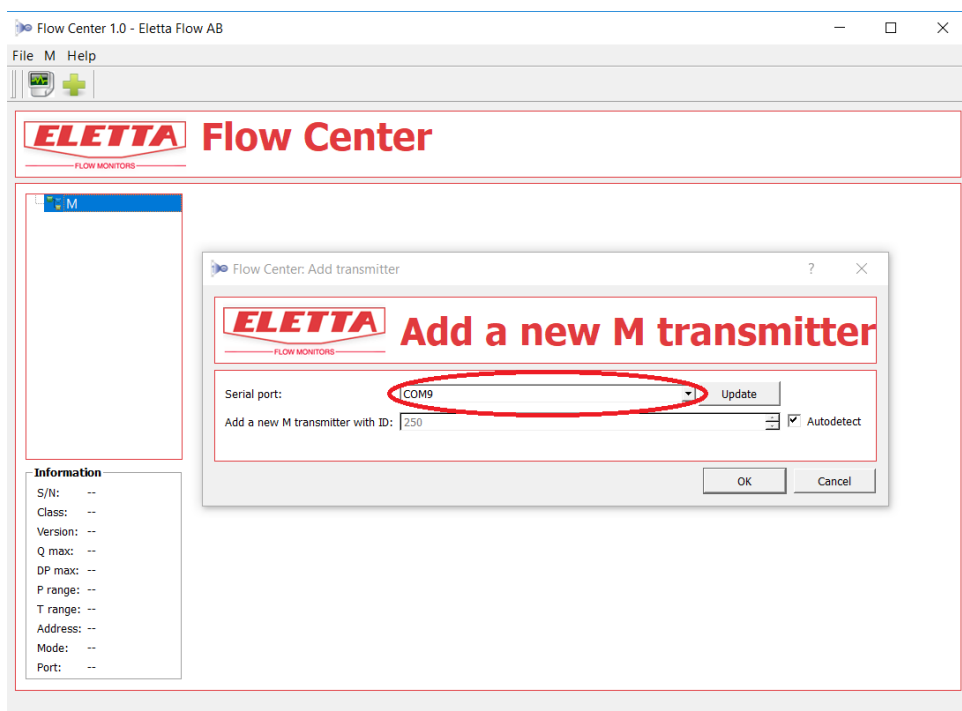 Flow Center 1.0 - Eletta Flow AB
File M Help
ELETTA
FLOW MONITORS
Flow Center
M
Flow Center: Add transmitter
?
ELETTA
FLOW MONITORS
Add a new M transmitter
Serial port: COM9 Update
Add a new M transmitter with ID: 250 Autodetect
OK Cancel
Information
S/N: --
Class: --
Version: --
Q max: --
DP max: --
P range: --
T range: --
Address: --
Mode: --
Port: --